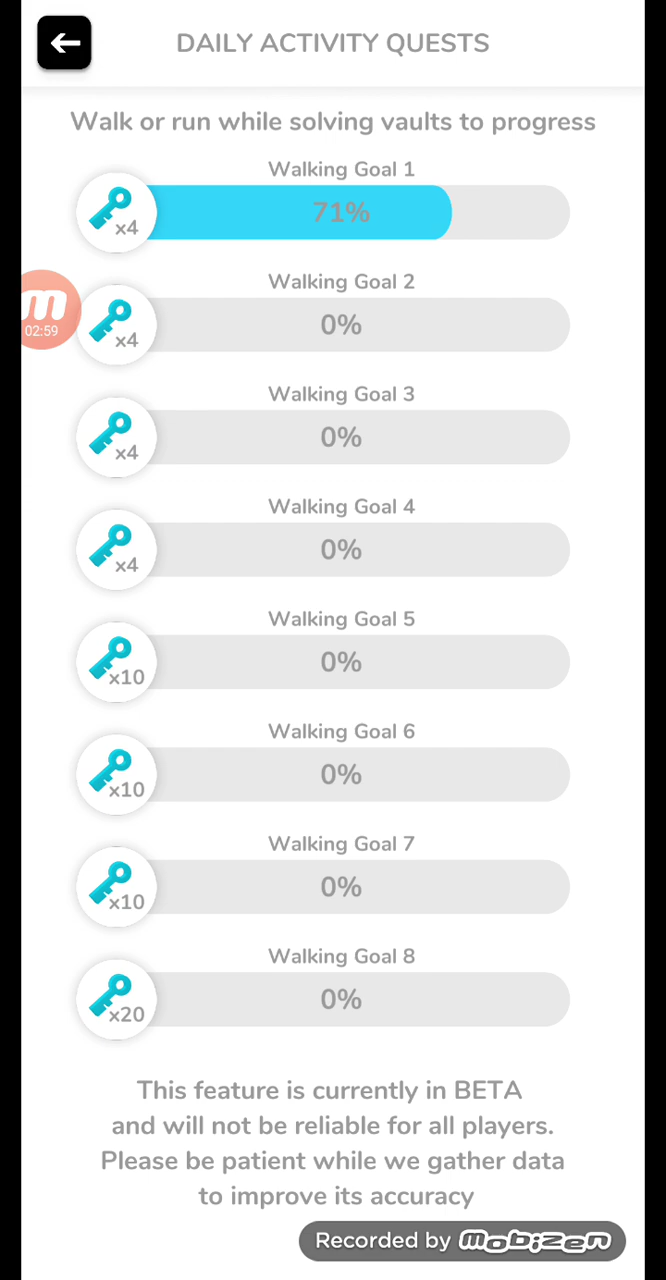 DAILY ACTIVITY QUESTS
Walk or run while solving vaults to progress
Walking Goal 1
x4
71%
Walking Goal 2
x4
0%
m
02:59
Walking Goal 3
x4
0%
Walking Goal 4
x4
0%
Walking Goal 5
x10
0%
Walking Goal 6
x10
0%
Walking Goal 7
x10
0%
Walking Goal 8
x20
0%
This feature is currently in BETA
and will not be reliable for all players.
Please be patient while we gather data
to improve its accuracy
Recorded by mobizen